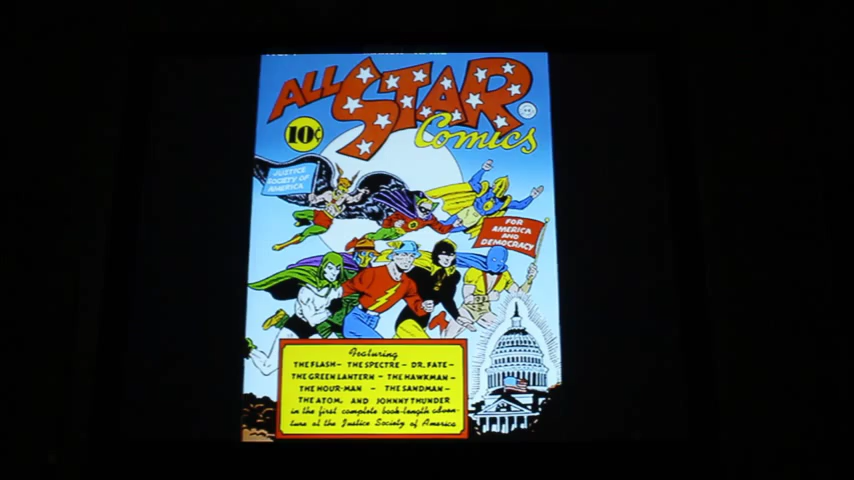 ALL STAR
Comics
10¢
JUSTICE
SOCIETY OF
AMERICA
FOR
AMERICA
AND
DEMOCRACY
Featuring
THE FLASH — THE SPECTRE — DR. FATE —
THE GREEN LANTERN — THE HAWKMAN —
THE HOUR-MAN — THE SANDMAN —
THE ATOM, AND JOHNNY THUNDER
in the first complete book-length adven-
ture of the Justice Society of America